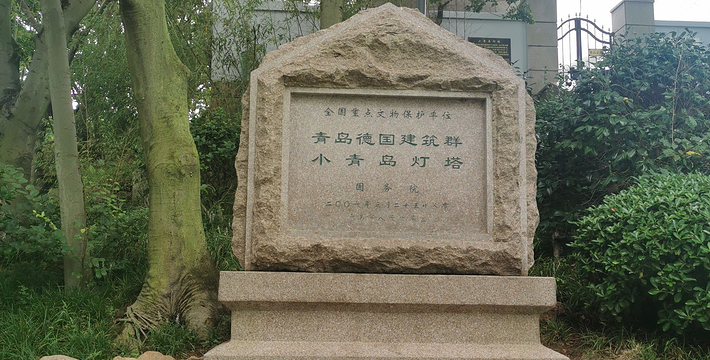 全国重点文物保护单位
青岛德国建筑群
小青岛灯塔
国务院